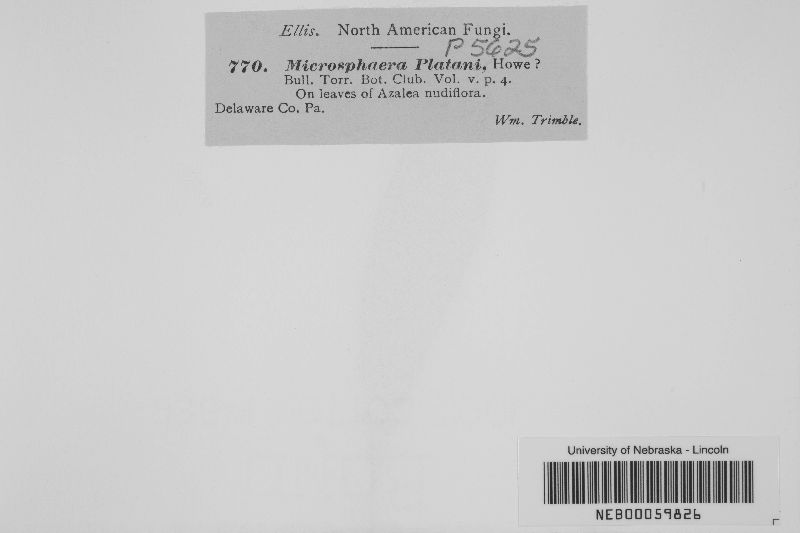 Ellis. North American Fungi.
P 5625
770. Microsphaera Platani, Howe ?
Bull. Torr. Bot. Club. Vol. v. p. 4.
On leaves of Azalea nudiflora.
Delaware Co. Pa.
Wm. Trimble.
University of Nebraska - Lincoln
NEB00059826